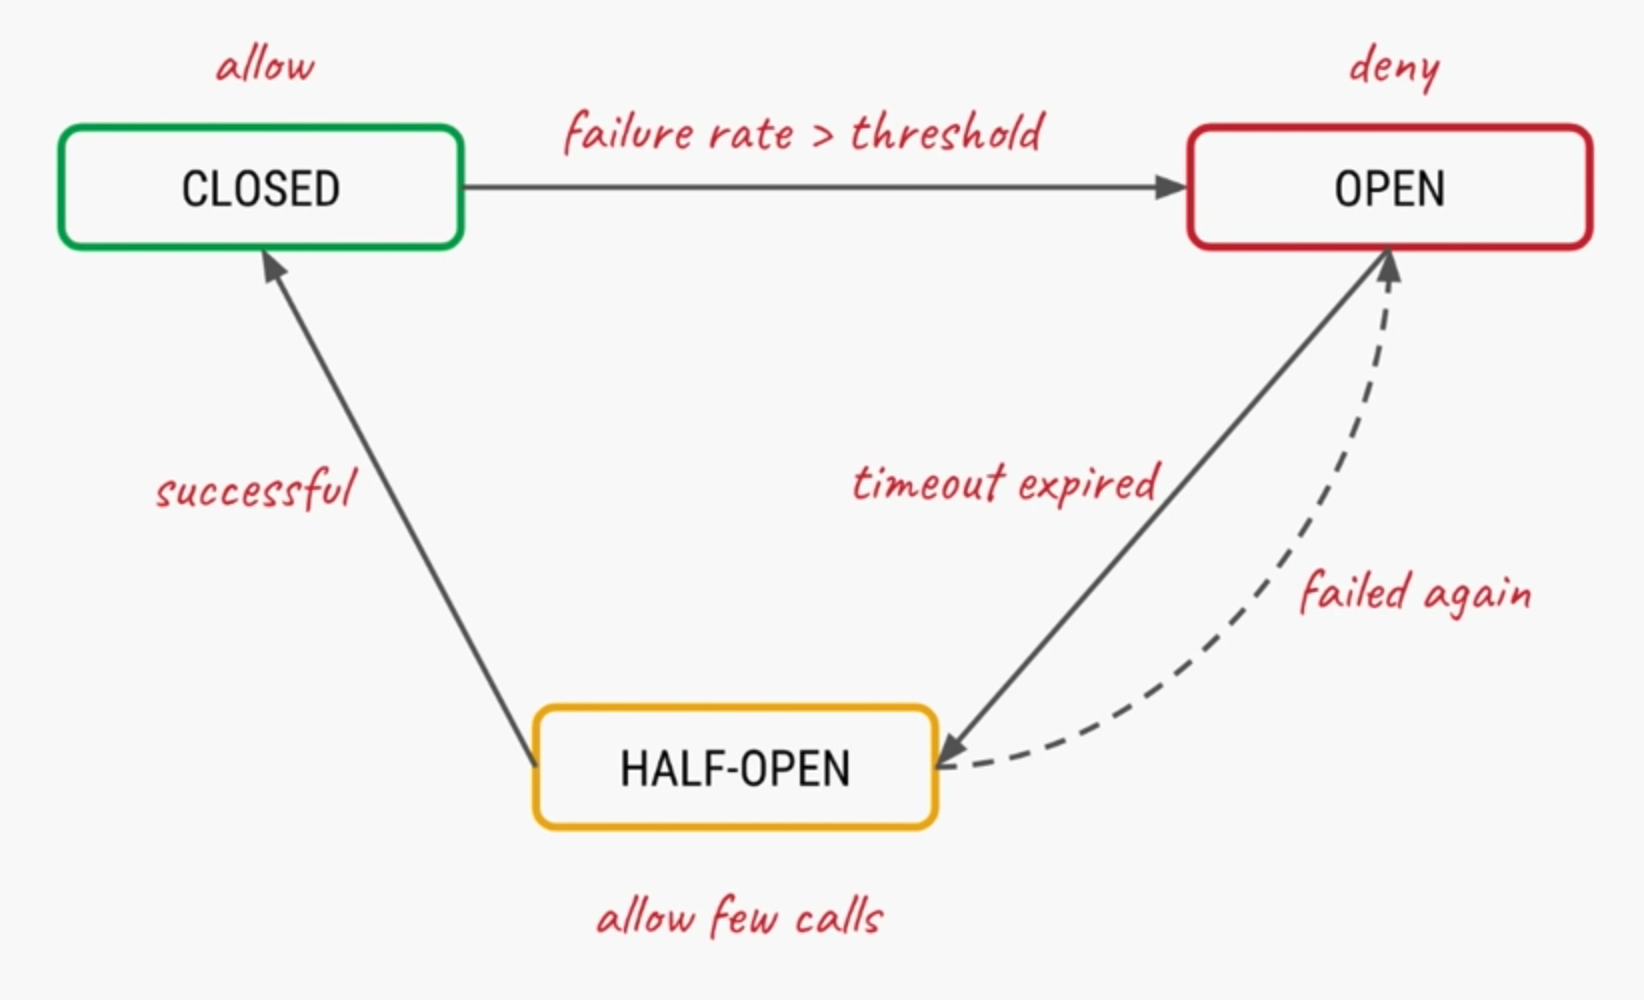 allow
deny
failure rate > threshold
CLOSED
OPEN
successful
timeout expired
failed again
HALF-OPEN
allow few calls